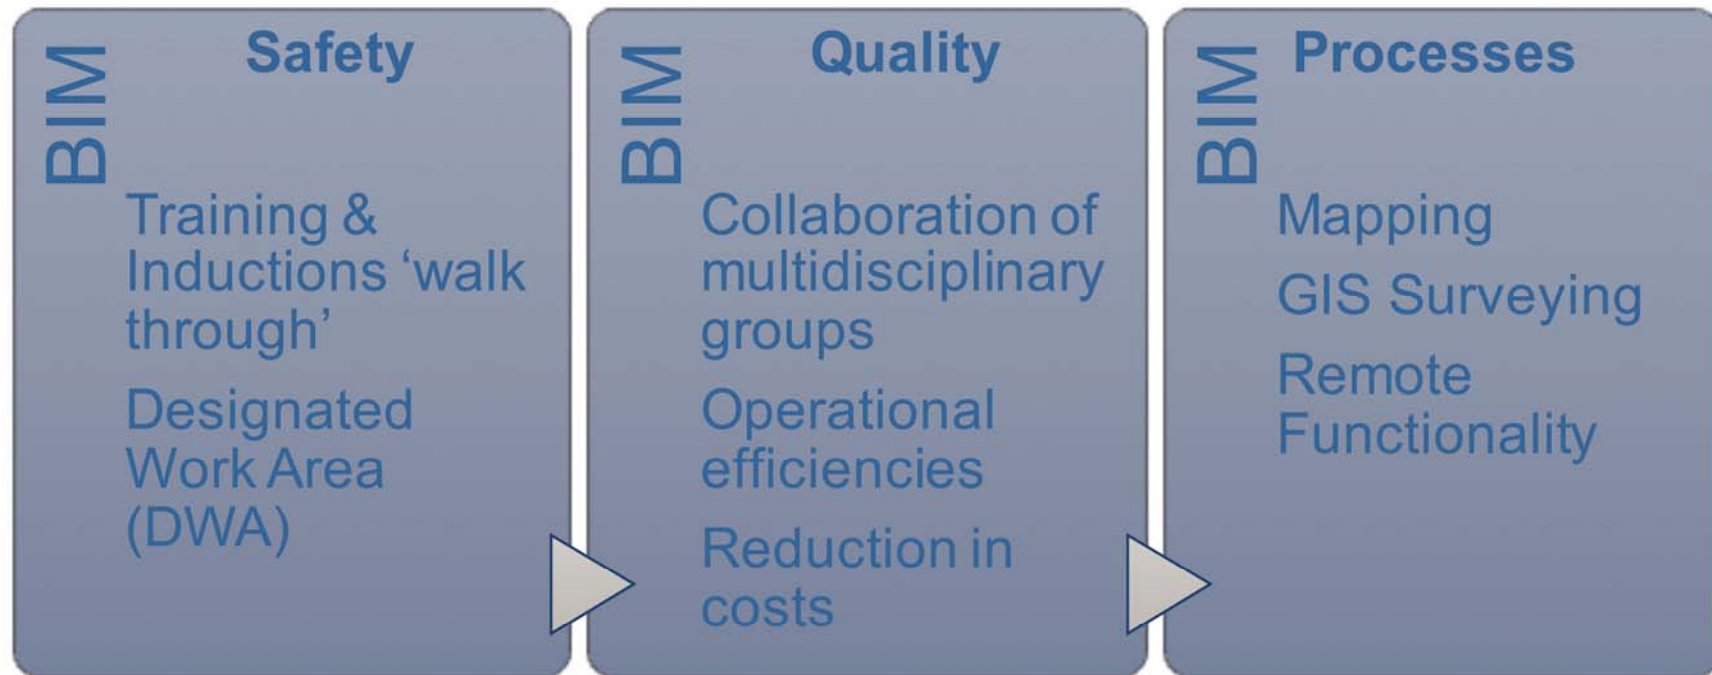 BIM
Safety
Training &
Inductions ‘walk
through’
Designated
Work Area
(DWA)
BIM
Quality
Collaboration of
multidisciplinary
groups
Operational
efficiencies
Reduction in
costs
BIM
Processes
Mapping
GIS Surveying
Remote
Functionality